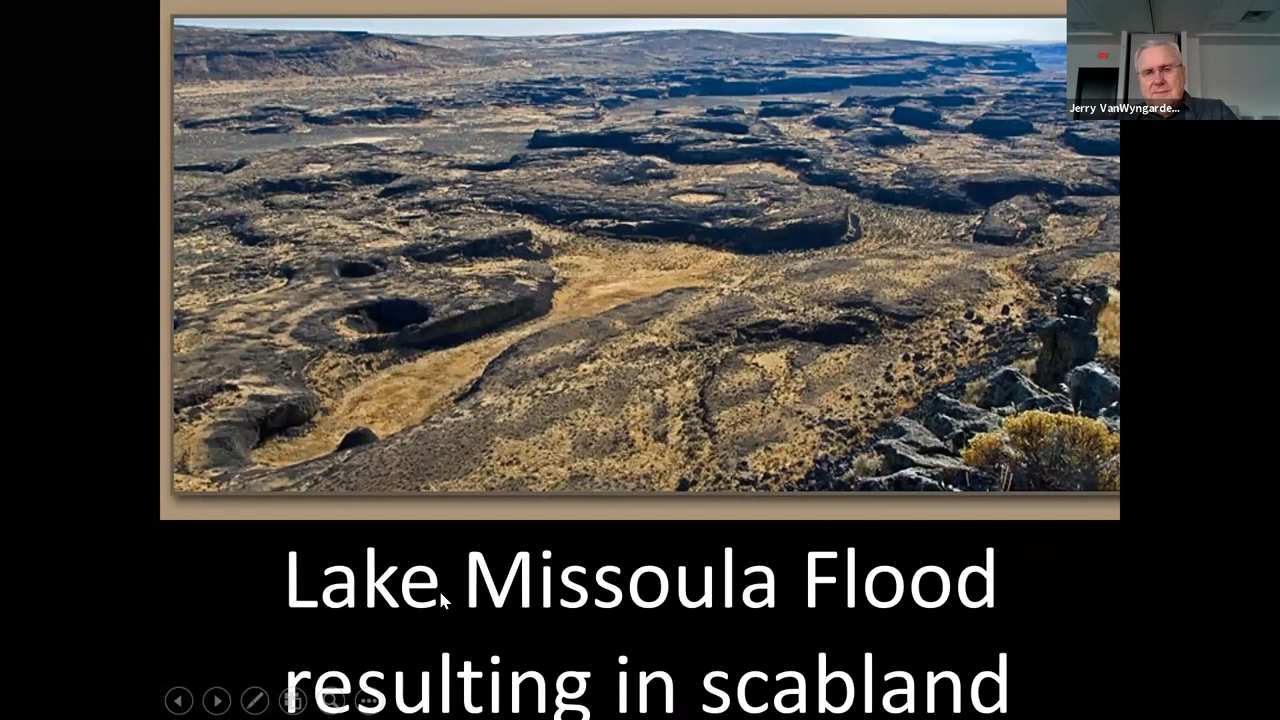 Jerry VanWyngarde...
Lake Missoula Flood
resulting in scabland